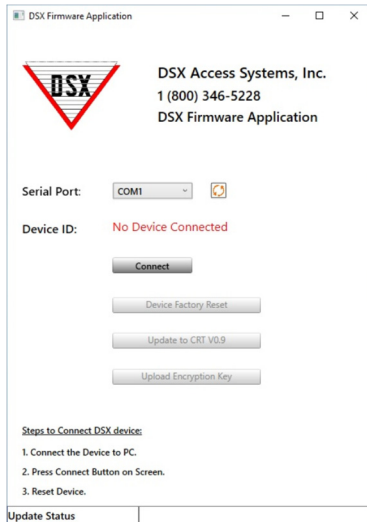 DSX Firmware Application
DSX
DSX Access Systems, Inc.
1 (800) 346-5228
DSX Firmware Application
Serial Port:
COM1
Device ID:
No Device Connected
Connect
Device Factory Reset
Update to CRT V0.9
Upload Encryption Key
Steps to Connect DSX device:
1. Connect the Device to PC.
2. Press Connect Button on Screen.
3. Reset Device.
Update Status